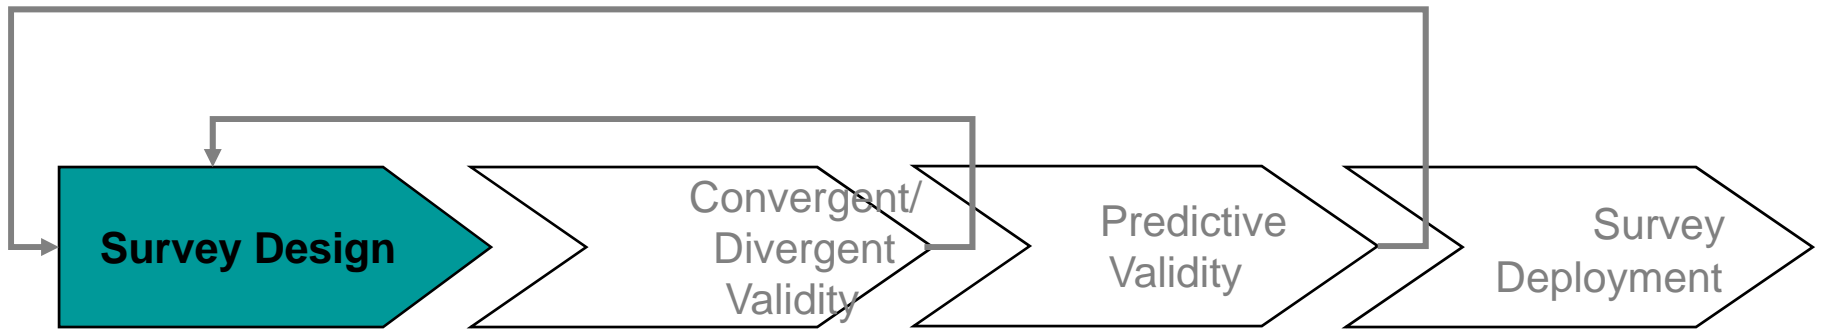 Survey Design
Convergent/
Divergent
Validity
Predictive
Validity
Survey
Deployment